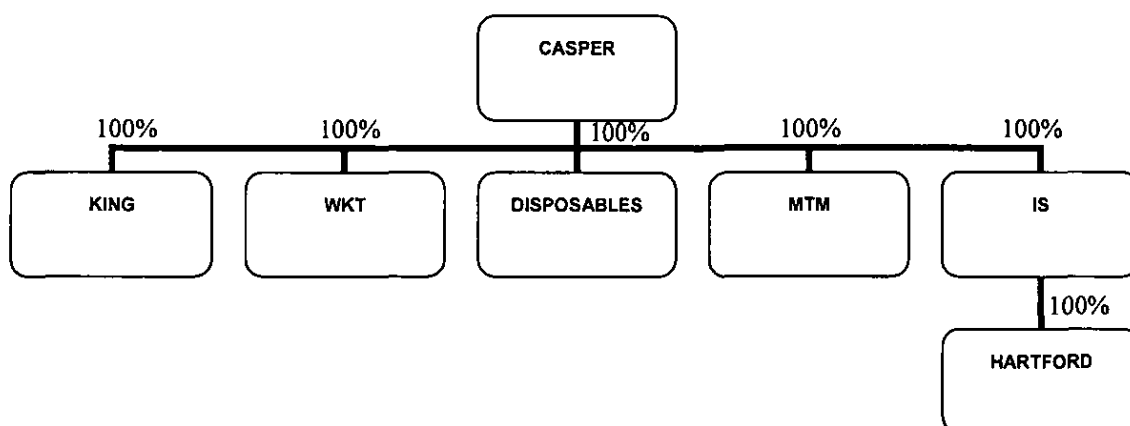 CASPER
100% 100% 100% 100% 100%
KING WKT DISPOSABLES MTM IS
100%
HARTFORD